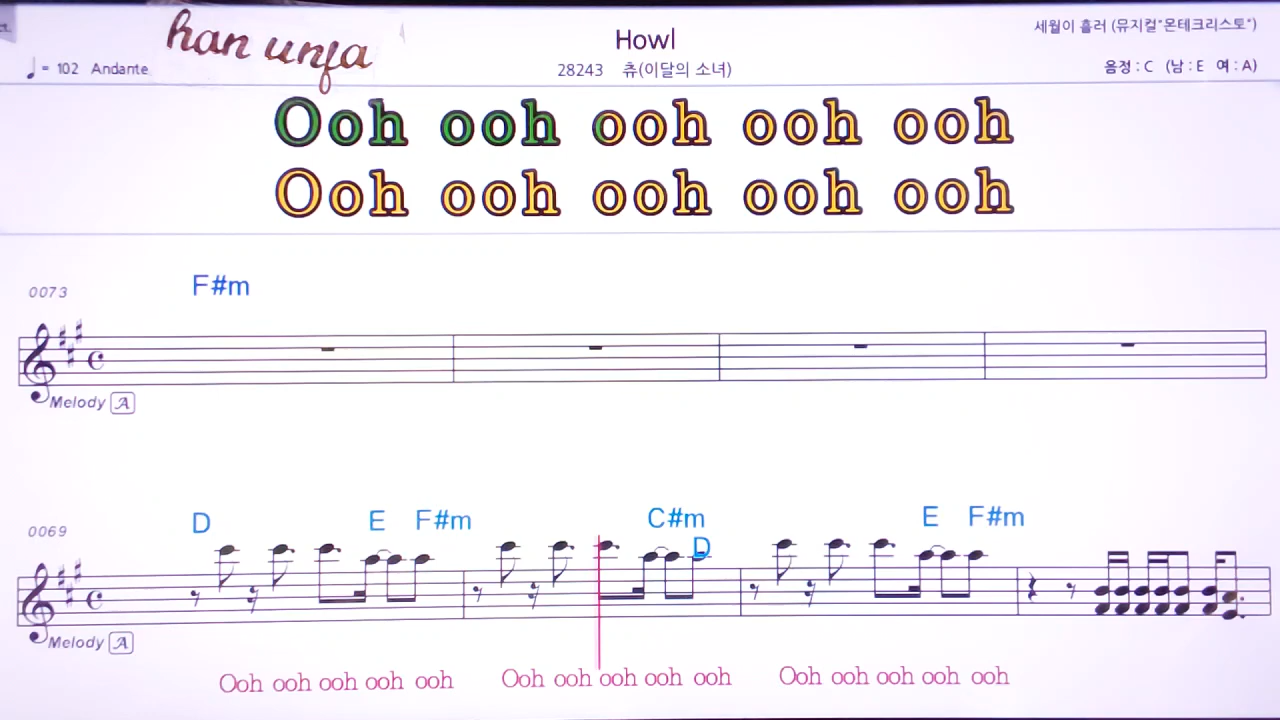 han unja
Howl
세월이 흘러 (뮤지컬"몬테크리스토")
♩= 102 Andante
28243 츄(이달의 소녀)
음정 : C (남 : E 여 : A)
Ooh ooh ooh ooh ooh
Ooh ooh ooh ooh ooh
0073
F#m
Melody A
0069
D E F#m C#m D E F#m
Melody A
Ooh ooh ooh ooh ooh Ooh ooh ooh ooh ooh Ooh ooh ooh ooh ooh